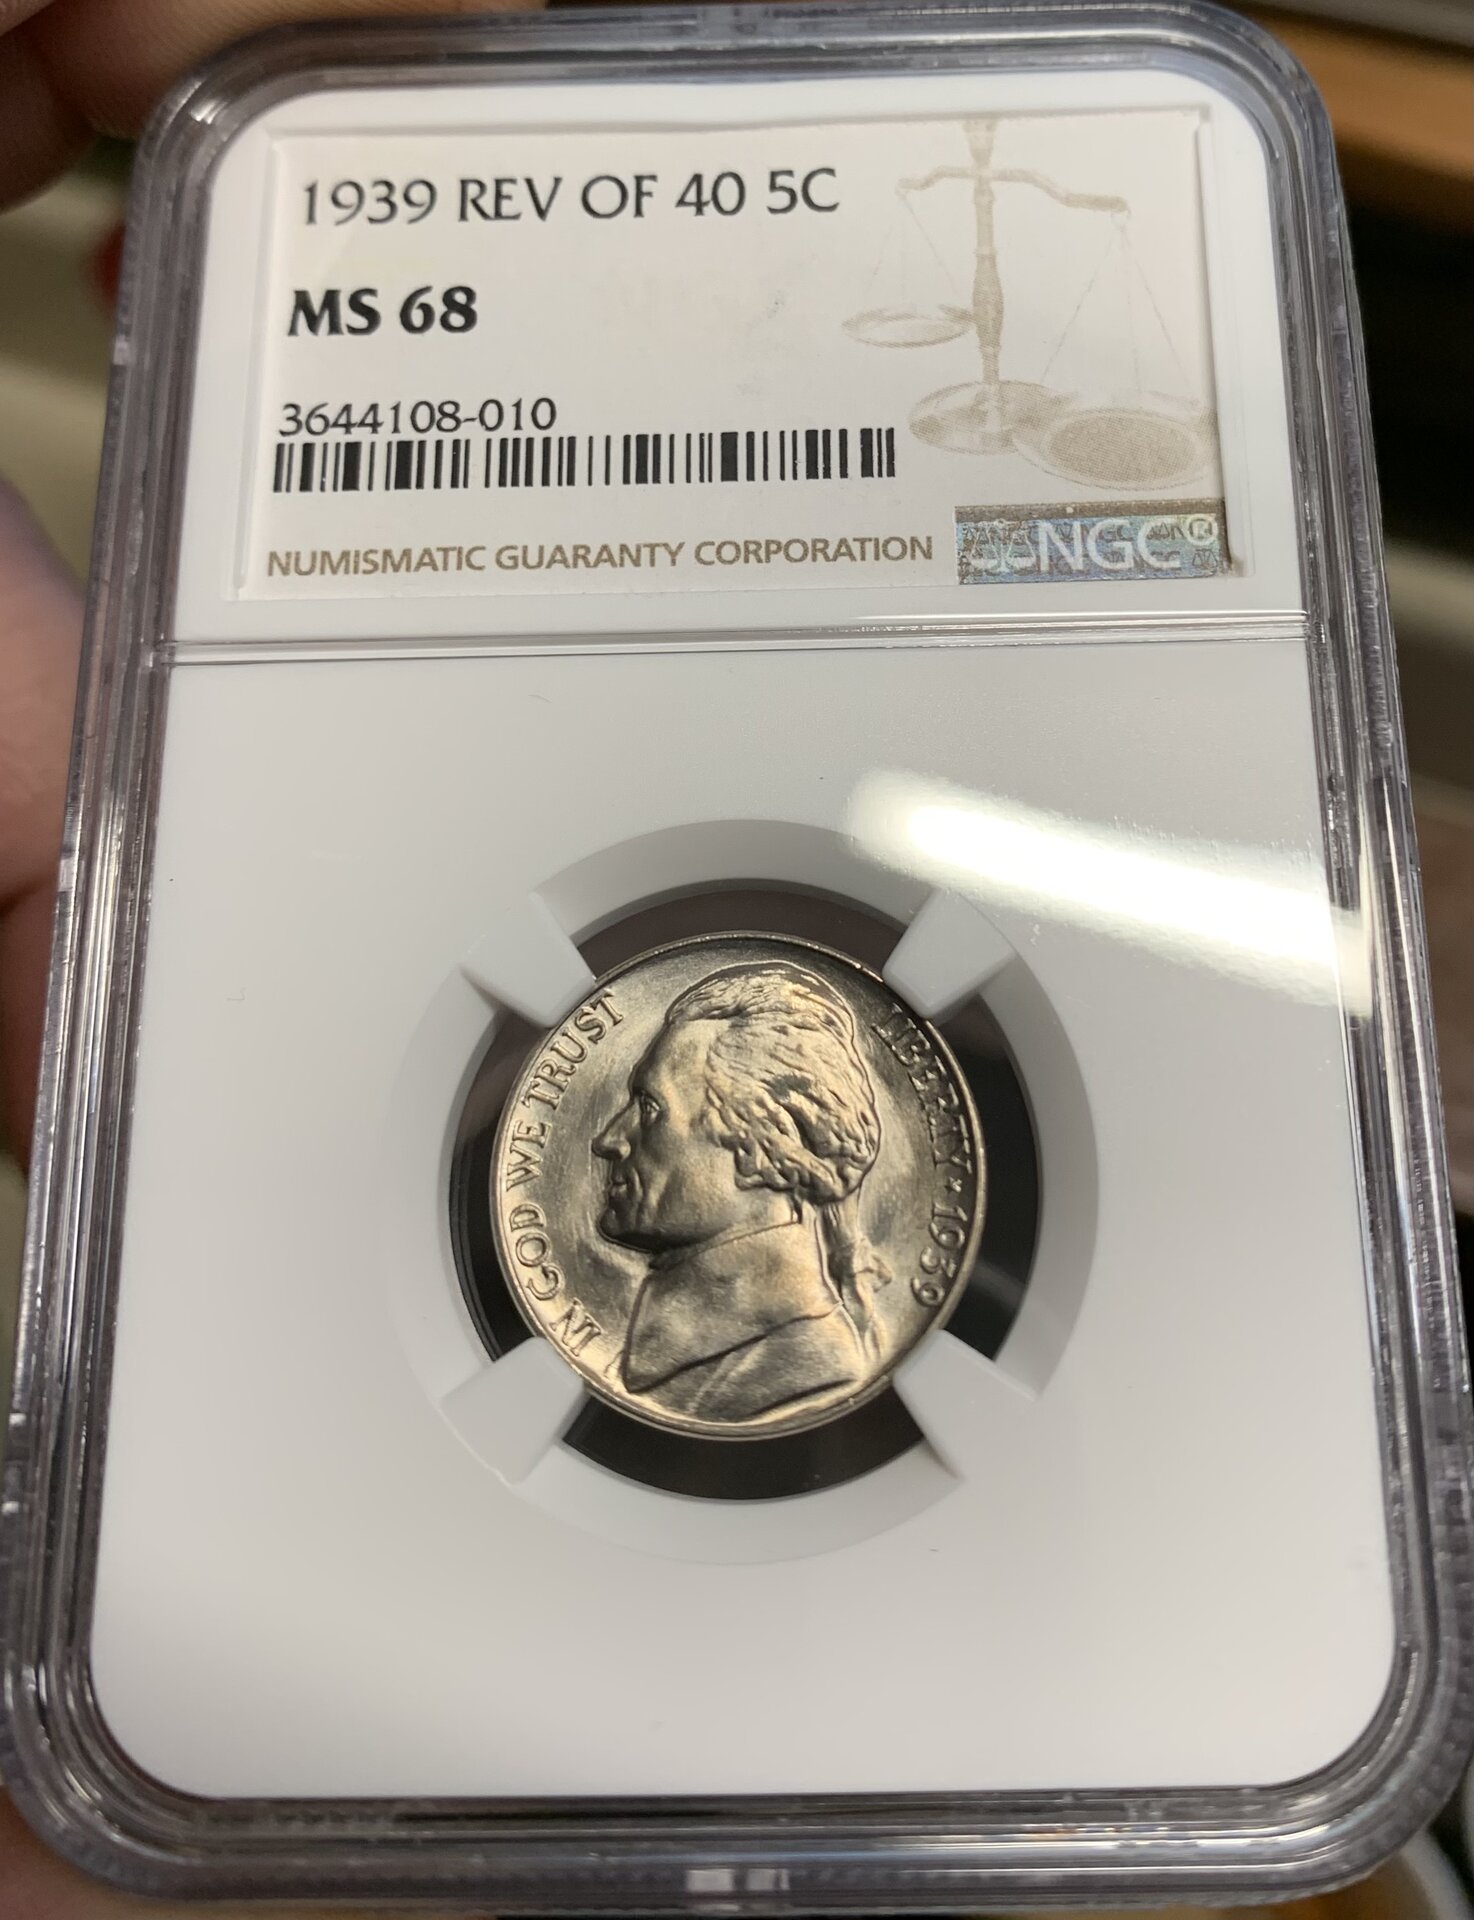 1939 REV OF 40 5C
MS 68
3644108-010
NUMISMATIC GUARANTY CORPORATION
NGC®
IN GOD WE TRUST
LIBERTY * 1939